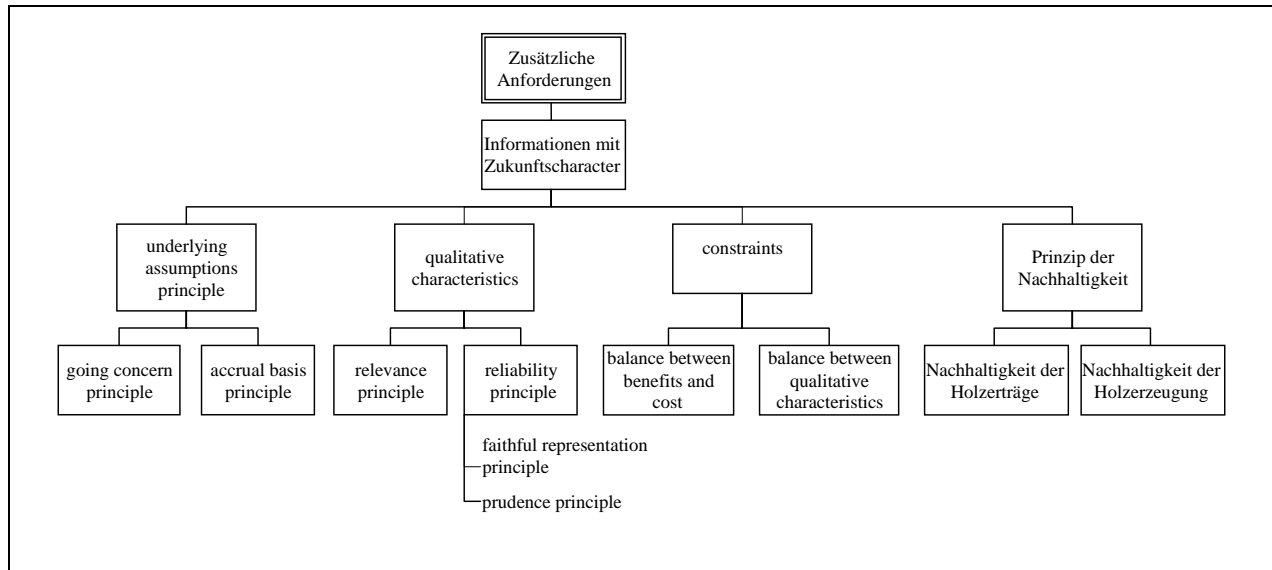 Zusätzliche
Anforderungen
Informationen mit
Zukunftscharacter
underlying
assumptions
principle
qualitative
characteristics
constraints
Prinzip der
Nachhaltigkeit
going concern
principle
accrual basis
principle
relevance
principle
reliability
principle
balance between
benefits and
cost
balance between
qualitative
characteristics
Nachhaltigkeit der
Holzerträge
Nachhaltigkeit der
Holzerzeugung
faithful representation
principle
prudence principle